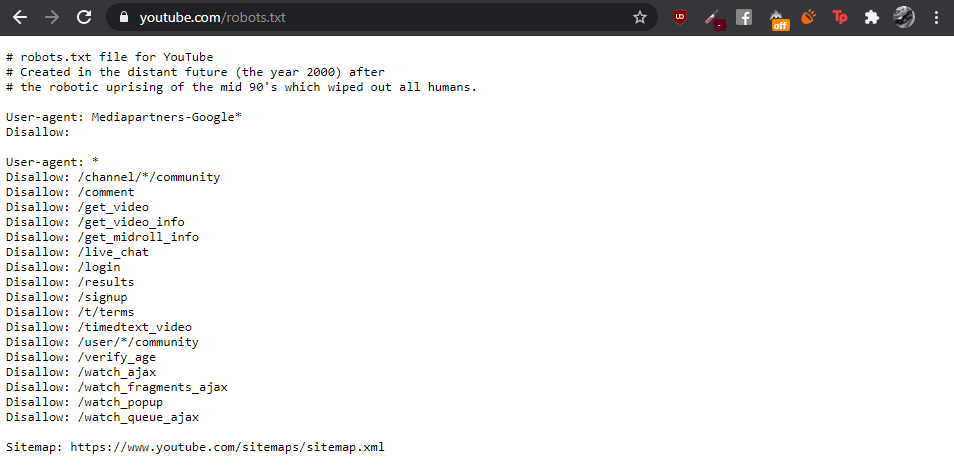 youtube.com/robots.txt
UD
-
off
Tp
# robots.txt file for YouTube
# Created in the distant future (the year 2000) after
# the robotic uprising of the mid 90's which wiped out all humans.
User-agent: Mediapartners-Google*
Disallow:
User-agent: *
Disallow: /channel/*/community
Disallow: /comment
Disallow: /get_video
Disallow: /get_video_info
Disallow: /get_midroll_info
Disallow: /live_chat
Disallow: /login
Disallow: /results
Disallow: /signup
Disallow: /t/terms
Disallow: /timedtext_video
Disallow: /user/*/community
Disallow: /verify_age
Disallow: /watch_ajax
Disallow: /watch_fragments_ajax
Disallow: /watch_popup
Disallow: /watch_queue_ajax
Sitemap: https://www.youtube.com/sitemaps/sitemap.xml